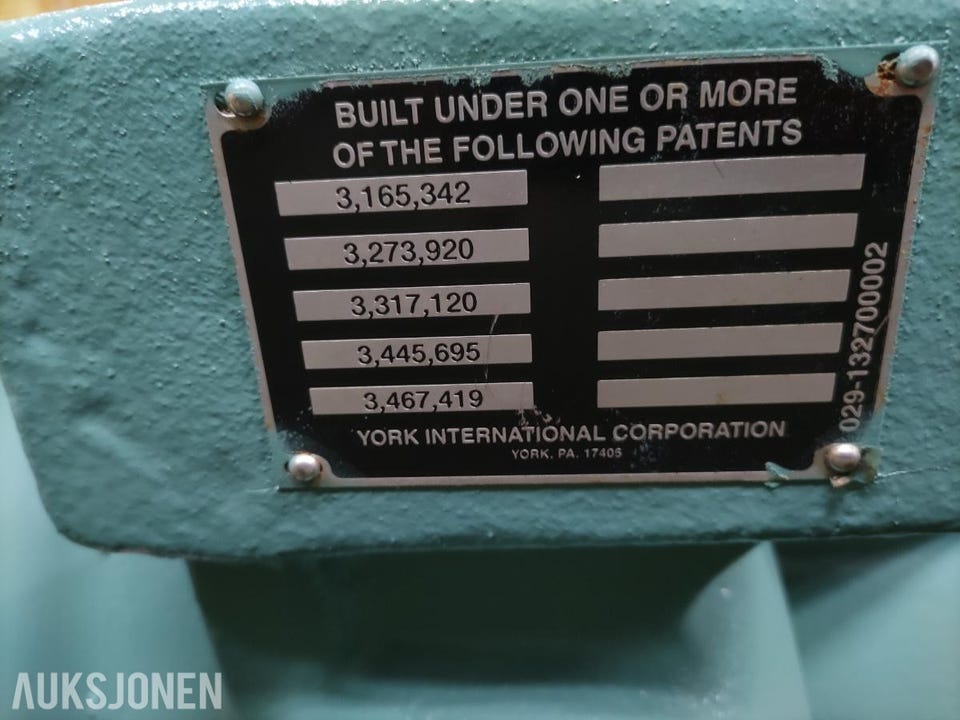 BUILT UNDER ONE OR MORE
OF THE FOLLOWING PATENTS
3,165,342
3,273,920
3,317,120
3,445,695
3,467,419
YORK INTERNATIONAL CORPORATION
YORK, PA. 17405
029-132700002
AUKSJONEN